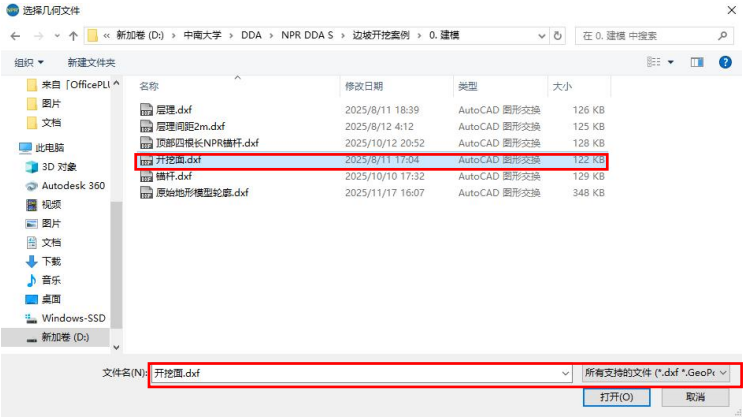 选择几何文件
« 新加卷 (D:) › 中南大学 › DDA › NPR DDA S › 边坡开挖案例 › 0. 建模
在 0. 建模 中搜索
组织 新建文件夹
来自「OfficePLU
图片
文档
此电脑
3D 对象
Autodesk 360
视频
图片
文档
下载
音乐
桌面
Windows-SSD
新加卷 (D:)
名称 修改日期 类型 大小
层理.dxf 2025/8/11 18:39 AutoCAD 图形交换 126 KB
层理间距2m.dxf 2025/8/12 4:12 AutoCAD 图形交换 125 KB
顶部四根长NPR锚杆.dxf 2025/10/12 20:52 AutoCAD 图形交换 128 KB
开挖面.dxf 2025/8/11 17:04 AutoCAD 图形交换 122 KB
锚杆.dxf 2025/10/10 17:32 AutoCAD 图形交换 129 KB
原始地形模型轮廓.dxf 2025/11/17 16:07 AutoCAD 图形交换 348 KB
文件名(N): 开挖面.dxf 所有支持的文件 (*.dxf *.GeoPr
打开(O) 取消